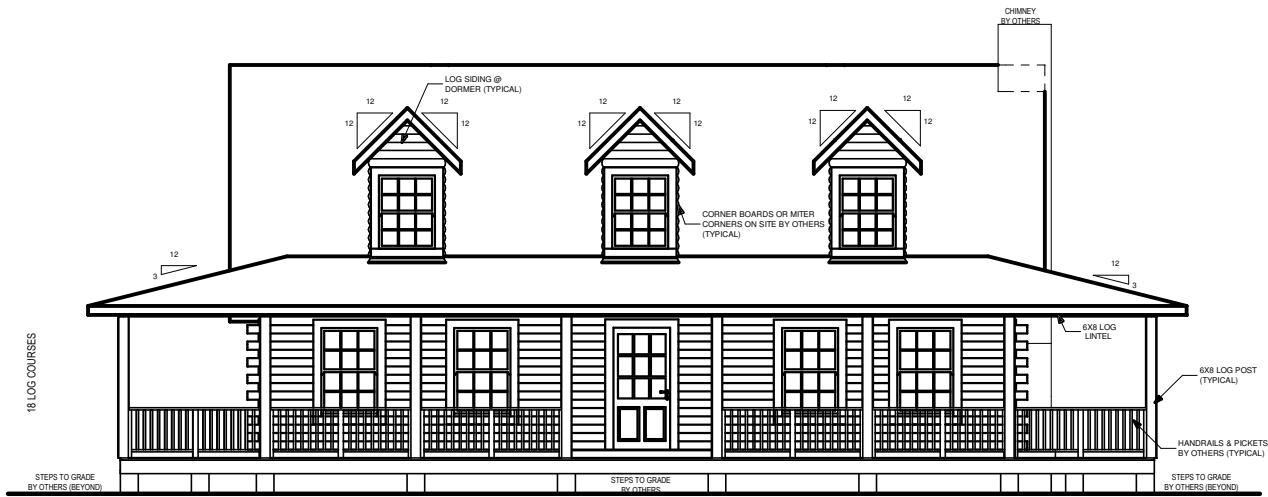 CHIMNEY
BY OTHERS
LOG SIDING @
DORMER (TYPICAL)
12
12
12
12
12
12
12
12
12
12
12
12
CORNER BOARDS OR MITER
CORNERS ON SITE BY OTHERS
(TYPICAL)
12
3
12
3
18 LOG COURSES
6X8 LOG
LINTEL
6X8 LOG POST
(TYPICAL)
HANDRAILS & PICKETS
BY OTHERS (TYPICAL)
STEPS TO GRADE
BY OTHERS (BEYOND)
STEPS TO GRADE
BY OTHERS
STEPS TO GRADE
BY OTHERS (BEYOND)